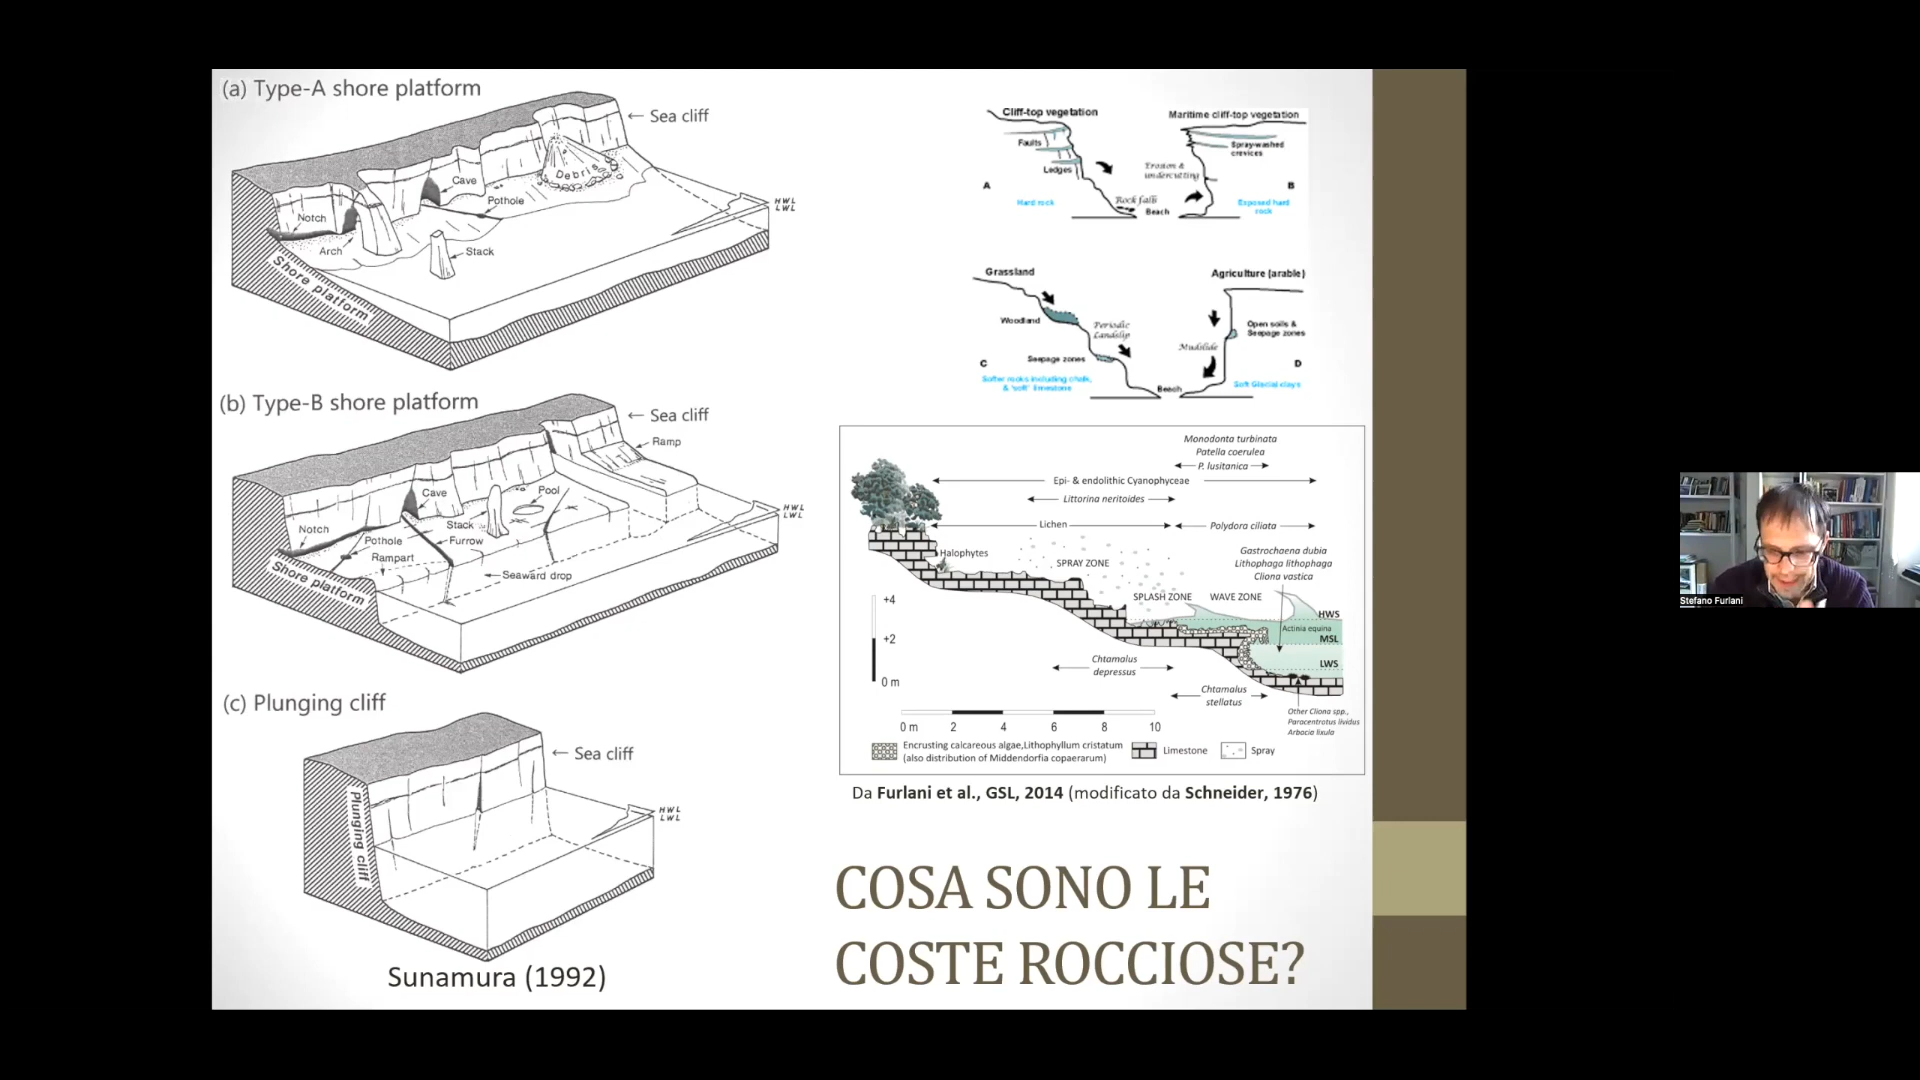 (a) Type-A shore platform
← Sea cliff
Cave
Debri
Pothole
Notch
Arch
Stack
HWL
LWL
Shore platform
(b) Type-B shore platform
← Sea cliff
Ramp
Cave
Pool
Notch
Stack
Pothole
Furrow
Rampart
Seaward drop
HWL
LWL
Shore platform
(c) Plunging cliff
← Sea cliff
HWL
LWL
Plunging cliff
Sunamura (1992)
Cliff-top vegetation
Faults
Ledges
A
Hard rock
Rock falls
Beach
Erosion &
undercutting
Maritime cliff-top vegetation
Spray-washed
crevices
B
Exposed hard
rock
Grassland
Woodland
Periodic
Landslip
Seepage zones
C
Softer rocks including chalk,
& 'soft' limestone
Beach
Agriculture (arable)
Open soils &
Seepage zones
Mudslide
D
Soft Glacial clays
Monodonta turbinata
Patella coerulea
P. lusitanica
Epi- & endolithic Cyanophyceae
Littorina neritoides
Lichen
Polydora ciliata
Halophytes
SPRAY ZONE
Gastrochaena dubia
Lithophaga lithophaga
Cliona vastica
SPLASH ZONE
WAVE ZONE
HWS
Actinia equina
MSL
LWS
+4
+2
0 m
Chtamalus
depressus
Chtamalus
stellatus
Other Cliona spp.,
Paracentrotus lividus
Arbacia lixula
0 m 2 4 6 8 10
Encrusting calcareous algae,Lithophyllum cristatum
(also distribution of Middendorfia copaerarum)
Limestone
Spray
Da Furlani et al., GSL, 2014 (modificato da Schneider, 1976)
COSA SONO LE
COSTE ROCCIOSE?
Stefano Furlani